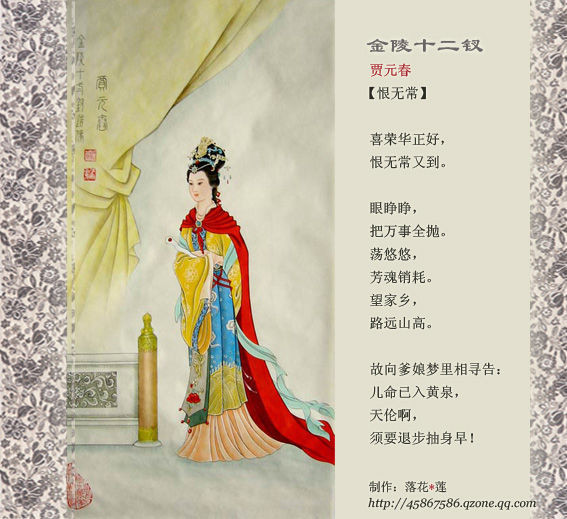 金陵十二钗
贾元春
【恨无常】
喜荣华正好，
恨无常又到。
眼睁睁，
把万事全抛。
荡悠悠，
芳魂销耗。
望家乡，
路远山高。
故向爹娘梦里相寻告：
儿命已入黄泉，
天伦啊，
须要退步抽身早！
制作：落花*莲
http://45867586.qzone.qq.com